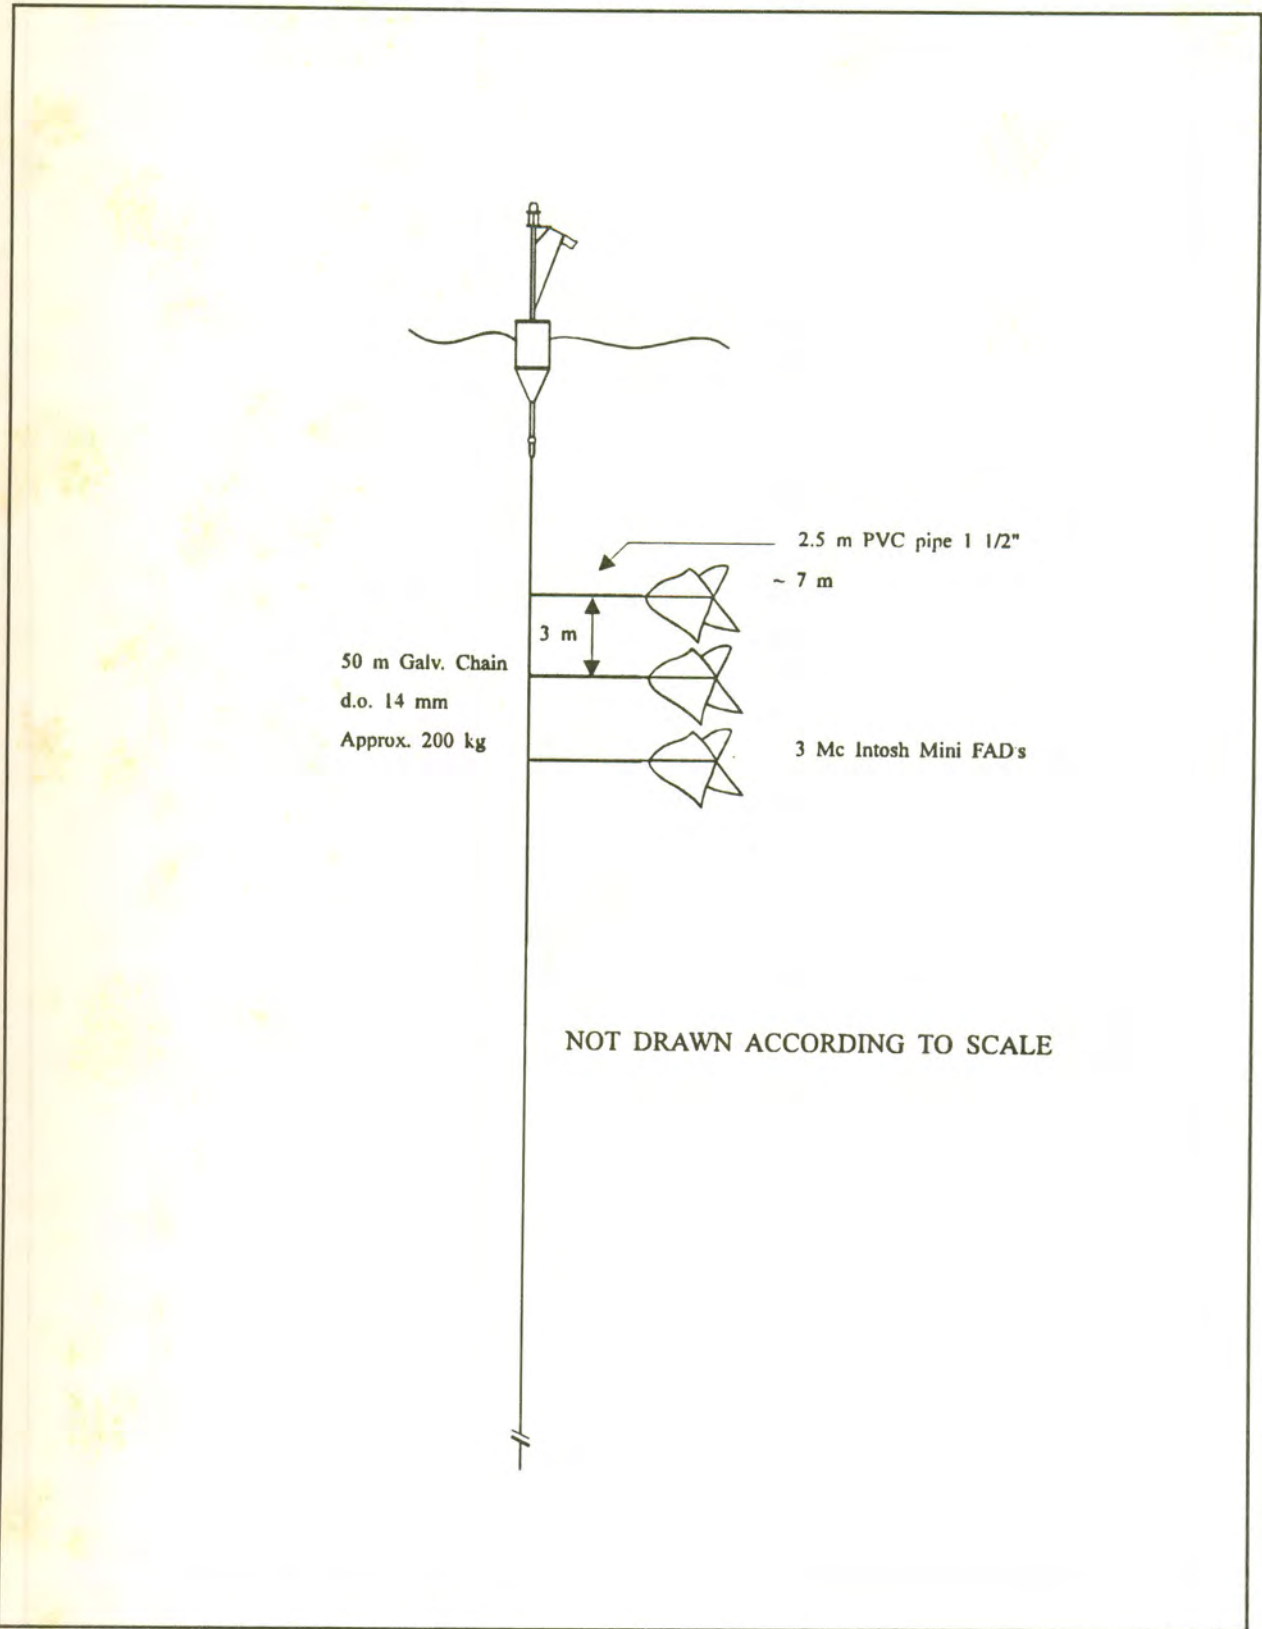 2.5 m PVC pipe 1 1/2"
~ 7 m
3 m
50 m Galv. Chain
d.o. 14 mm
Approx. 200 kg
3 Mc Intosh Mini FAD's
NOT DRAWN ACCORDING TO SCALE